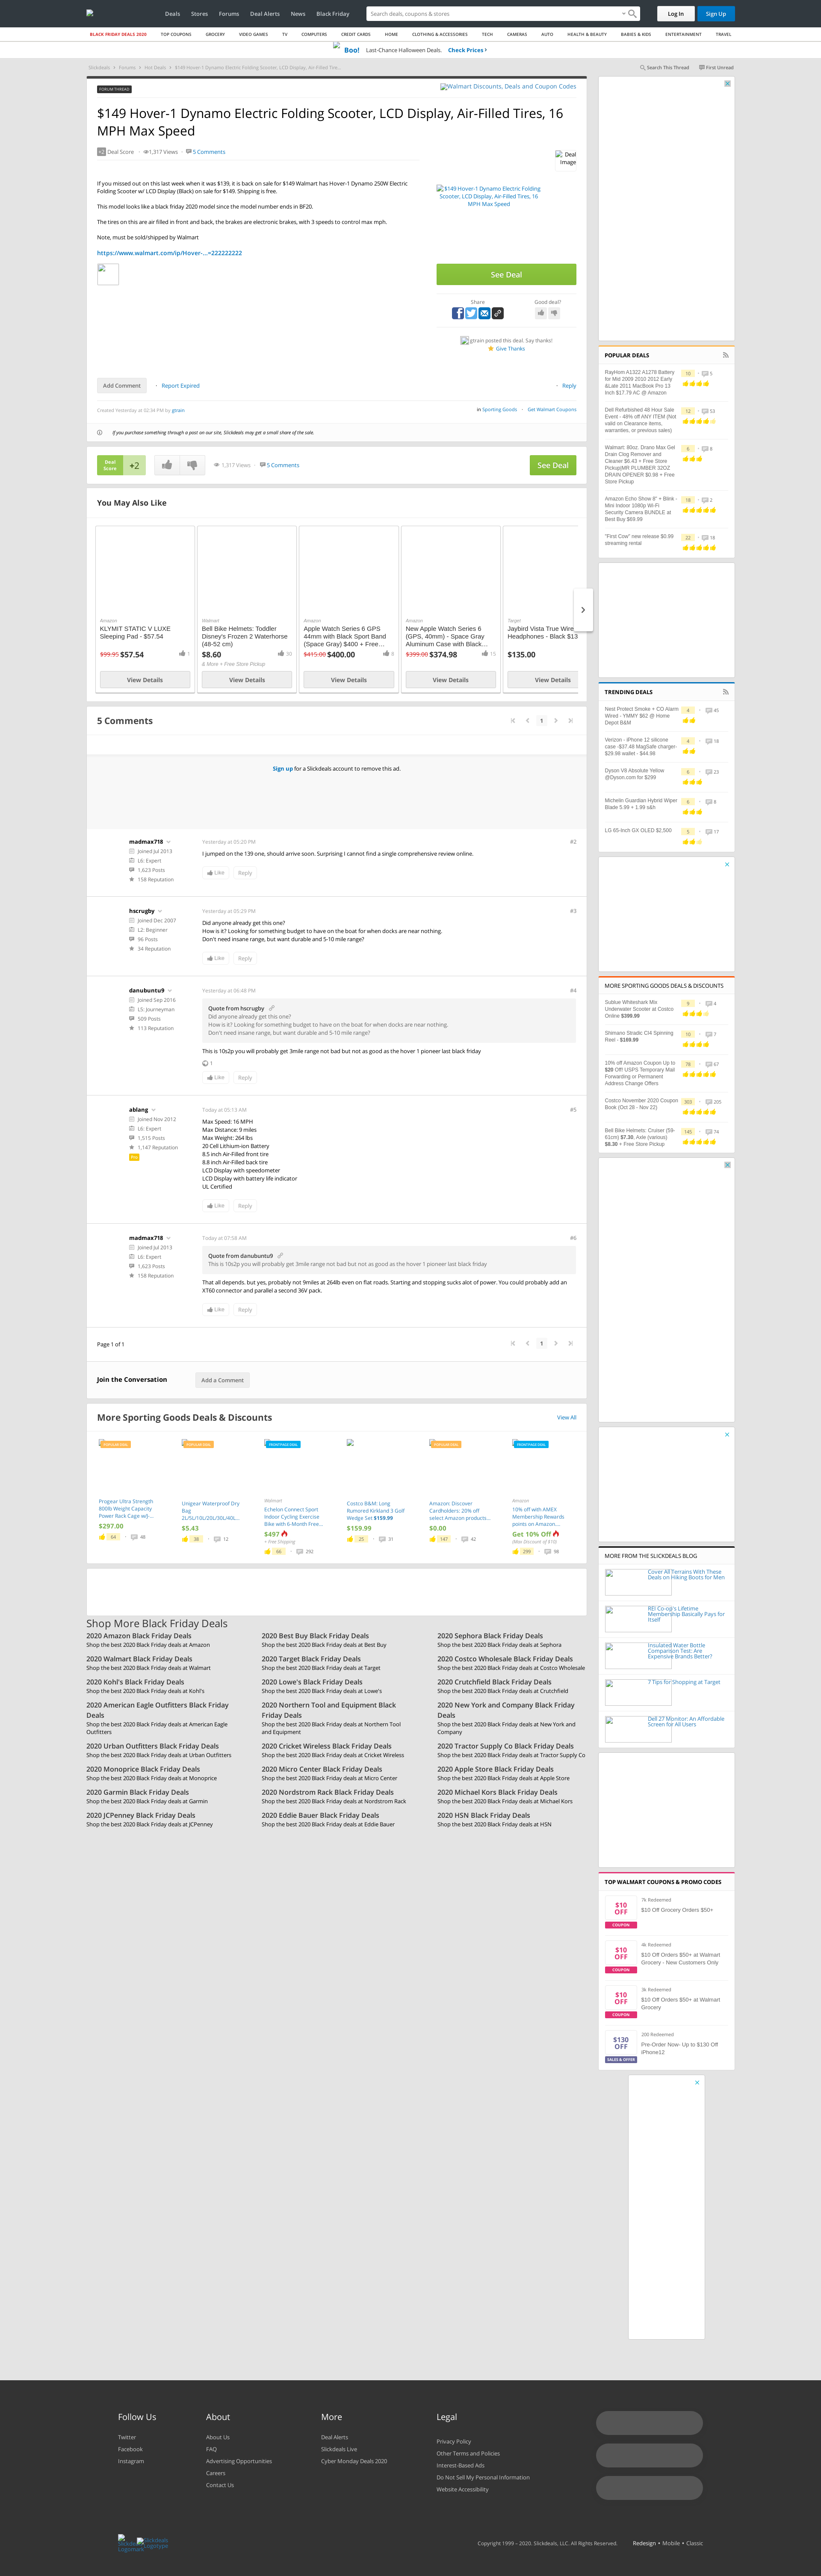 Deals
Stores
Forums
Deal Alerts
News
Black Friday
Search deals, coupons & stores
Log In
Sign Up
BLACK FRIDAY DEALS 2020
TOP COUPONS
GROCERY
VIDEO GAMES
TV
COMPUTERS
CREDIT CARDS
HOME
CLOTHING & ACCESSORIES
TECH
CAMERAS
AUTO
HEALTH & BEAUTY
BABIES & KIDS
ENTERTAINMENT
TRAVEL
Boo! Last-Chance Halloween Deals. Check Prices
Slickdeals > Forums > Hot Deals > $149 Hover-1 Dynamo Electric Folding Scooter, LCD Display, Air-Filled Tire...
Search This Thread
First Unread
FORUM THREAD
Walmart Discounts, Deals and Coupon Codes
$149 Hover-1 Dynamo Electric Folding Scooter, LCD Display, Air-Filled Tires, 16
MPH Max Speed
+2 Deal Score
1,317 Views
5 Comments
Deal
Image
If you missed out on this last week when it was $139, it is back on sale for $149 Walmart has Hover-1 Dynamo 250W Electric
Folding Scooter w/ LCD Display (Black) on sale for $149. Shipping is free.
This model looks like a black friday 2020 model since the model number ends in BF20.
The tires on this are air filled in front and back, the brakes are electronic brakes, with 3 speeds to control max mph.
Note, must be sold/shipped by Walmart
https://www.walmart.com/ip/Hover-...=222222222
$149 Hover-1 Dynamo Electric Folding
Scooter, LCD Display, Air-Filled Tires, 16
MPH Max Speed
See Deal
Share
Good deal?
gtrain posted this deal. Say thanks!
Give Thanks
Add Comment
Report Expired
Reply
Created Yesterday at 02:34 PM by gtrain
in Sporting Goods
Get Walmart Coupons
If you purchase something through a post on our site, Slickdeals may get a small share of the sale.
Deal
Score
+2
1,317 Views
5 Comments
See Deal
You May Also Like
Amazon
KLYMIT STATIC V LUXE
Sleeping Pad - $57.54
$99.95 $57.54
1
View Details
Walmart
Bell Bike Helmets: Toddler
Disney's Frozen 2 Waterhorse
(48-52 cm)
$8.60
30
& More + Free Store Pickup
View Details
Amazon
Apple Watch Series 6 GPS
44mm with Black Sport Band
(Space Gray) $400 + Free...
$415.00 $400.00
View Details
Amazon
New Apple Watch Series 6
(GPS, 40mm) - Space Gray
Aluminum Case with Black...
$399.00 $374.98
15
View Details
Target
Jaybird Vista True Wire
Headphones - Black $13
$135.00
View Details
5 Comments
1
Sign up for a Slickdeals account to remove this ad.
madmax718
Joined Jul 2013
L6: Expert
1,623 Posts
158 Reputation
Yesterday at 05:20 PM
#2
I jumped on the 139 one, should arrive soon. Surprising I cannot find a single comprehensive review online.
Like
Reply
hscrugby
Joined Dec 2007
L2: Beginner
96 Posts
34 Reputation
Yesterday at 05:29 PM
#3
Did anyone already get this one?
How is it? Looking for something budget to have on the boat for when docks are near nothing.
Don't need insane range, but want durable and 5-10 mile range?
Like
Reply
danubuntu9
Joined Sep 2016
L5: Journeyman
509 Posts
113 Reputation
Yesterday at 06:48 PM
#4
Quote from hscrugby
Did anyone already get this one?
How is it? Looking for something budget to have on the boat for when docks are near nothing.
Don't need insane range, but want durable and 5-10 mile range?
This is 10s2p you will probably get 3mile range not bad but not as good as the hover 1 pioneer last black friday
1
Like
Reply
ablang
Joined Nov 2012
L6: Expert
1,515 Posts
1,147 Reputation
Pro
Today at 05:13 AM
#5
Max Speed: 16 MPH
Max Distance: 9 miles
Max Weight: 264 lbs
20 Cell Lithium-ion Battery
8.5 inch Air-Filled front tire
8.8 inch Air-Filled back tire
LCD Display with speedometer
LCD Display with battery life indicator
UL Certified
Like
Reply
madmax718
Joined Jul 2013
L6: Expert
1,623 Posts
158 Reputation
Today at 07:58 AM
#6
Quote from danubuntu9
This is 10s2p you will probably get 3mile range not bad but not as good as the hover 1 pioneer last black friday
That all depends, but yes, probably not 9miles at 264lb even on flat roads. Starting and stopping sucks alot of power. You could probably add an
XT60 connector and parallel a second 36V pack.
Like
Reply
Page 1 of 1
1
Join the Conversation
Add a Comment
More Sporting Goods Deals & Discounts
View All
POPULAR DEAL
Progear Ultra Strength
800lb Weight Capacity
Power Rack Cage w/J-...
$297.00
64
48
POPULAR DEAL
Unigear Waterproof Dry
Bag
2L/5L/10L/20L/30L/40L...
$5.43
38
12
FRONTPAGE DEAL
Walmart
Echelon Connect Sport
Indoor Cycling Exercise
Bike with 6-Month Free...
$497
+ Free Shipping
66
292
Costco B&M: Long
Rumored Kirkland 3 Golf
Wedge Set $159.99
$159.99
25
31
POPULAR DEAL
Amazon: Discover
Cardholders: 20% off
select Amazon products...
$0.00
147
42
FRONTPAGE DEAL
Amazon
10% off with AMEX
Membership Rewards
points on Amazon....
Get 10% Off
(Max Discount of $10)
299
98
Shop More Black Friday Deals
2020 Amazon Black Friday Deals
Shop the best 2020 Black Friday deals at Amazon
2020 Best Buy Black Friday Deals
Shop the best 2020 Black Friday deals at Best Buy
2020 Sephora Black Friday Deals
Shop the best 2020 Black Friday deals at Sephora
2020 Walmart Black Friday Deals
Shop the best 2020 Black Friday deals at Walmart
2020 Target Black Friday Deals
Shop the best 2020 Black Friday deals at Target
2020 Costco Wholesale Black Friday Deals
Shop the best 2020 Black Friday deals at Costco Wholesale
2020 Kohl's Black Friday Deals
Shop the best 2020 Black Friday deals at Kohl's
2020 Lowe's Black Friday Deals
Shop the best 2020 Black Friday deals at Lowe's
2020 Crutchfield Black Friday Deals
Shop the best 2020 Black Friday deals at Crutchfield
2020 American Eagle Outfitters Black Friday
Deals
Shop the best 2020 Black Friday deals at American Eagle
Outfitters
2020 Northern Tool and Equipment Black
Friday Deals
Shop the best 2020 Black Friday deals at Northern Tool
and Equipment
2020 New York and Company Black Friday
Deals
Shop the best 2020 Black Friday deals at New York and
Company
2020 Urban Outfitters Black Friday Deals
Shop the best 2020 Black Friday deals at Urban Outfitters
2020 Cricket Wireless Black Friday Deals
Shop the best 2020 Black Friday deals at Cricket Wireless
2020 Tractor Supply Co Black Friday Deals
Shop the best 2020 Black Friday deals at Tractor Supply Co
2020 Monoprice Black Friday Deals
Shop the best 2020 Black Friday deals at Monoprice
2020 Micro Center Black Friday Deals
Shop the best 2020 Black Friday deals at Micro Center
2020 Apple Store Black Friday Deals
Shop the best 2020 Black Friday deals at Apple Store
2020 Garmin Black Friday Deals
Shop the best 2020 Black Friday deals at Garmin
2020 Nordstrom Rack Black Friday Deals
Shop the best 2020 Black Friday deals at Nordstrom Rack
2020 Michael Kors Black Friday Deals
Shop the best 2020 Black Friday deals at Michael Kors
2020 JCPenney Black Friday Deals
Shop the best 2020 Black Friday deals at JCPenney
2020 Eddie Bauer Black Friday Deals
Shop the best 2020 Black Friday deals at Eddie Bauer
2020 HSN Black Friday Deals
Shop the best 2020 Black Friday deals at HSN
POPULAR DEALS
RayHom A1322 A1278 Battery
for Mid 2009 2010 2012 Early
&Late 2011 MacBook Pro 13
Inch $17.79 AC @ Amazon
10
5
Dell Refurbished 48 Hour Sale
Event - 48% off ANY ITEM (Not
valid on Clearance items,
warranties, or previous sales)
12
53
Walmart: 80oz. Drano Max Gel
Drain Clog Remover and
Cleaner $6.43 + Free Store
Pickup|MR PLUMBER 32OZ
DRAIN OPENER $0.98 + Free
Store Pickup
6
8
Amazon Echo Show 8" + Blink -
Mini Indoor 1080p Wi-Fi
Security Camera BUNDLE at
Best Buy $69.99
18
2
"First Cow" new release $0.99
streaming rental
22
18
TRENDING DEALS
Nest Protect Smoke + CO Alarm
Wired - YMMY $62 @ Home
Depot B&M
4
45
Verizon - iPhone 12 silicone
case -$37.48 MagSafe charger-
$29.98 wallet - $44.98
4
16
Dyson V8 Absolute Yellow
@Dyson.com for $299
6
23
Michelin Guardian Hybrid Wiper
Blade 5.99 + 1.99 s&h
6
8
LG 65-Inch GX OLED $2,500
5
17
MORE SPORTING GOODS DEALS & DISCOUNTS
Sublue Whiteshark Mix
Underwater Scooter at Costco
Online $399.99
9
4
Shimano Stradic CI4 Spinning
Reel - $169.99
10
7
10% off Amazon Coupon Up to
$20 Off! USPS Temporary Mail
Forwarding or Permanent
Address Change Offers
78
67
Costco November 2020 Coupon
Book (Oct 28 - Nov 22)
303
205
Bell Bike Helmets: Cruiser (59-
61cm) $7.30, Axle (various)
$8.30 + Free Store Pickup
145
74
MORE FROM THE SLICKDEALS BLOG
Cover All Terrains With These
Deals on Hiking Boots for Men
REI Co-op's Lifetime
Membership Basically Pays for
Itself
Insulated Water Bottle
Comparison Test: Are
Expensive Brands Better?
7 Tips for Shopping at Target
Dell 27 Monitor: An Affordable
Screen for All Users
TOP WALMART COUPONS & PROMO CODES
$10
OFF
COUPON
7k Redeemed
$10 Off Grocery Orders $50+
$10
OFF
COUPON
4k Redeemed
$10 Off Orders $50+ at Walmart
Grocery - New Customers Only
$10
OFF
COUPON
3k Redeemed
$10 Off Orders $50+ at Walmart
Grocery
$130
OFF
SALES & OFFER
200 Redeemed
Pre-Order Now- Up to $130 Off
iPhone12
Follow Us
Twitter
Facebook
Instagram
About
About Us
FAQ
Advertising Opportunities
Careers
Contact Us
More
Deal Alerts
Slickdeals Live
Cyber Monday Deals 2020
Legal
Privacy Policy
Other Terms and Policies
Interest-Based Ads
Do Not Sell My Personal Information
Website Accessibility
Slickdeals
Logotype
Copyright 1999 - 2020. Slickdeals, LLC. All Rights Reserved.
Redesign • Mobile • Classic